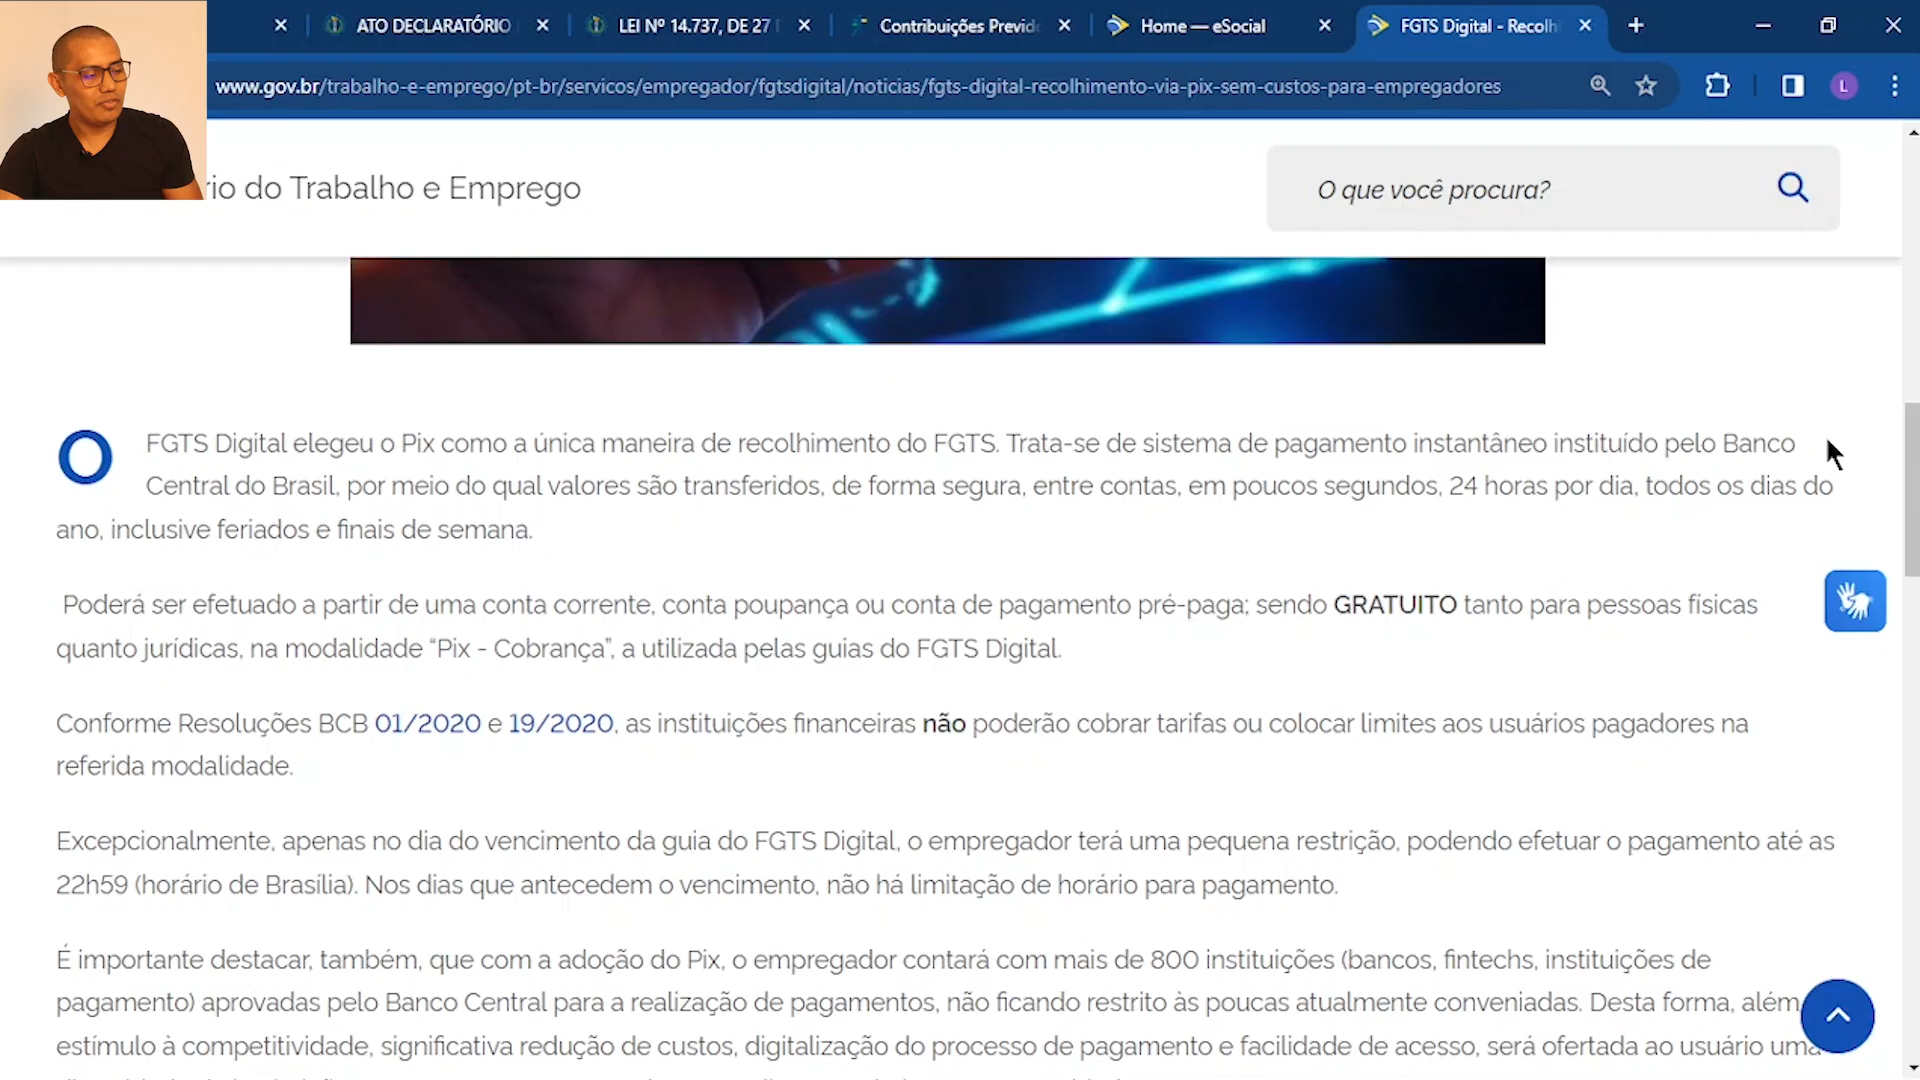 ATO DECLARATÓRIO
LEI Nº 14.737, DE 27
Contribuições Previd
Home — eSocial
FGTS Digital - Recolh
www.gov.br/trabalho-e-emprego/pt-br/servicos/empregador/fgtsdigital/noticias/fgts-digital-recolhimento-via-pix-sem-custos-para-empregadores
L
rio do Trabalho e Emprego
O que você procura?
O FGTS Digital elegeu o Pix como a única maneira de recolhimento do FGTS. Trata-se de sistema de pagamento instantâneo instituído pelo Banco
Central do Brasil, por meio do qual valores são transferidos, de forma segura, entre contas, em poucos segundos, 24 horas por dia, todos os dias do
ano, inclusive feriados e finais de semana.
Poderá ser efetuado a partir de uma conta corrente, conta poupança ou conta de pagamento pré-paga; sendo GRATUITO tanto para pessoas físicas
quanto jurídicas, na modalidade “Pix - Cobrança”, a utilizada pelas guias do FGTS Digital.
Conforme Resoluções BCB 01/2020 e 19/2020, as instituições financeiras não poderão cobrar tarifas ou colocar limites aos usuários pagadores na
referida modalidade.
Excepcionalmente, apenas no dia do vencimento da guia do FGTS Digital, o empregador terá uma pequena restrição, podendo efetuar o pagamento até as
22h59 (horário de Brasília). Nos dias que antecedem o vencimento, não há limitação de horário para pagamento.
É importante destacar, também, que com a adoção do Pix, o empregador contará com mais de 800 instituições (bancos, fintechs, instituições de
pagamento) aprovadas pelo Banco Central para a realização de pagamentos, não ficando restrito às poucas atualmente conveniadas. Desta forma, além
estímulo à competitividade, significativa redução de custos, digitalização do processo de pagamento e facilidade de acesso, será ofertada ao usuário uma